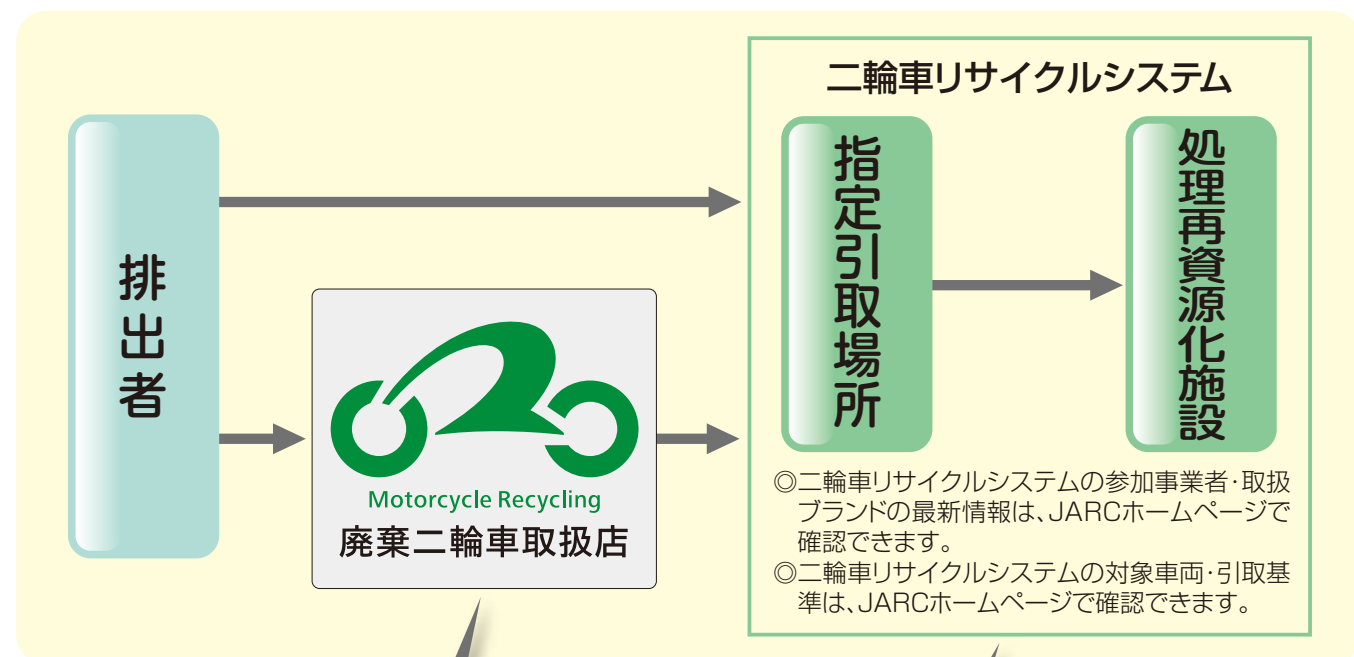 二輪車リサイクルシステム
排出者
Motorcycle Recycling
廃棄二輪車取扱店
指定引取場所
処理再資源化施設
◎二輪車リサイクルシステムの参加事業者・取扱
ブランドの最新情報は、JARCホームページで
確認できます。
◎二輪車リサイクルシステムの対象車両・引取基
準は、JARCホームページで確認できます。